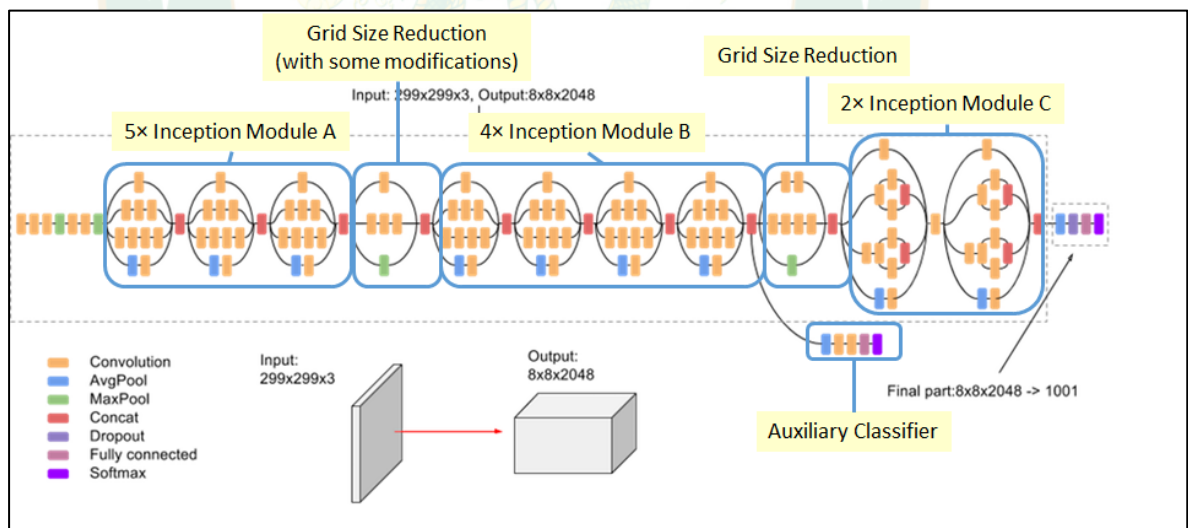 Grid Size Reduction
(with some modifications)
Grid Size Reduction
Input: 299x299x3, Output:8x8x2048
2× Inception Module C
5× Inception Module A
4× Inception Module B
Convolution
AvgPool
MaxPool
Concat
Dropout
Fully connected
Softmax
Input:
299x299x3
Output:
8x8x2048
Final part:8x8x2048 -> 1001
Auxiliary Classifier